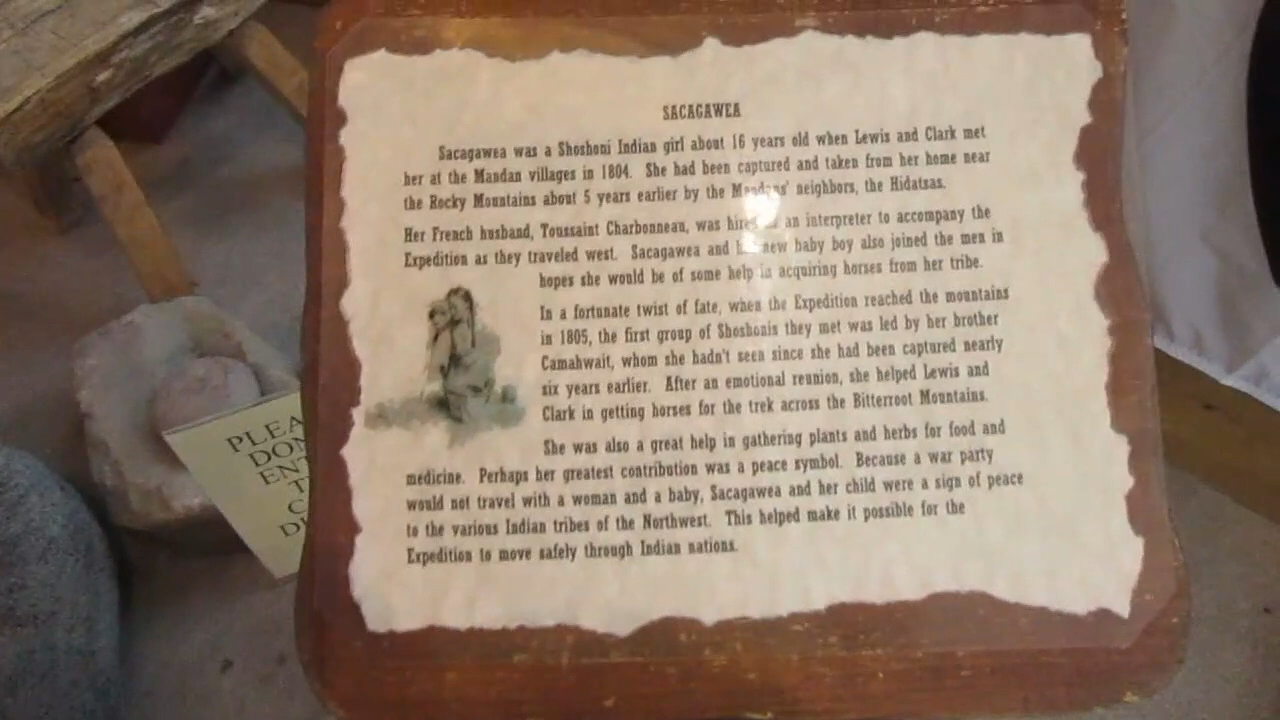 SACAGAWEA
Sacagawea was a Shoshoni Indian girl about 16 years old when Lewis and Clark met
her at the Mandan villages in 1804. She had been captured and taken from her home near
the Rocky Mountains about 5 years earlier by the Mandans' neighbors, the Hidatsas.
Her French husband, Toussaint Charbonneau, was hired as an interpreter to accompany the
Expedition as they traveled west. Sacagawea and her new baby boy also joined the men in
hopes she would be of some help in acquiring horses from her tribe.
In a fortunate twist of fate, when the Expedition reached the mountains
in 1805, the first group of Shoshonis they met was led by her brother
Camahwait, whom she hadn't seen since she had been captured nearly
six years earlier. After an emotional reunion, she helped Lewis and
Clark in getting horses for the trek across the Bitterroot Mountains.
She was also a great help in gathering plants and herbs for food and
medicine. Perhaps her greatest contribution was a peace symbol. Because a war party
would not travel with a woman and a baby, Sacagawea and her child were a sign of peace
to the various Indian tribes of the Northwest. This helped make it possible for the
Expedition to move safely through Indian nations.
PLEA
DON
ENT
T
C
DI